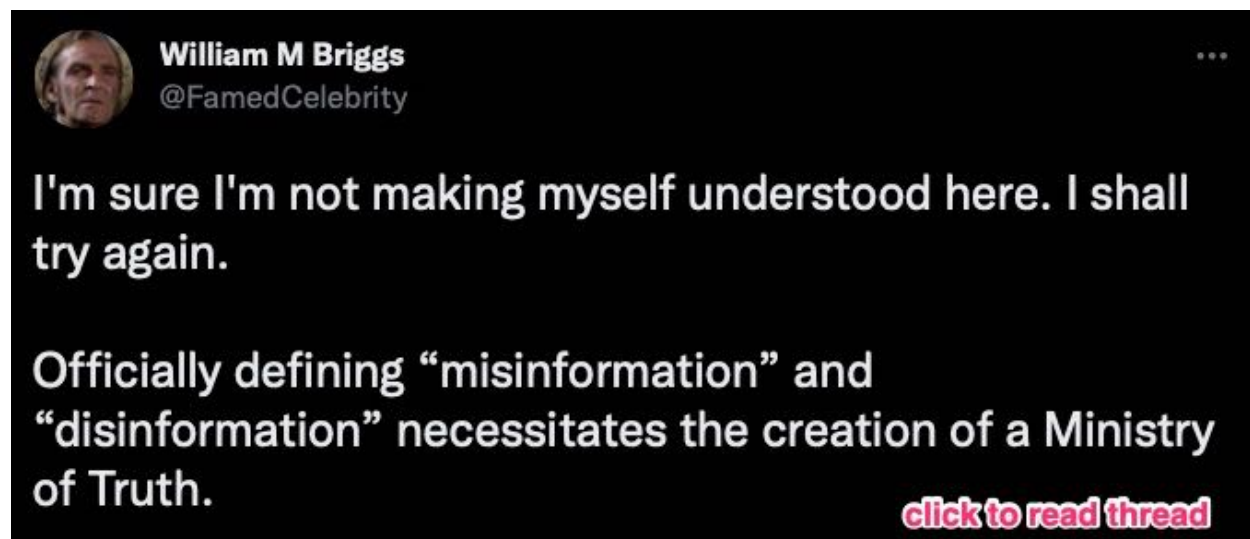 William M Briggs
@FamedCelebrity
I'm sure I'm not making myself understood here. I shall
try again.
Officially defining “misinformation” and
“disinformation” necessitates the creation of a Ministry
of Truth.
click to read thread